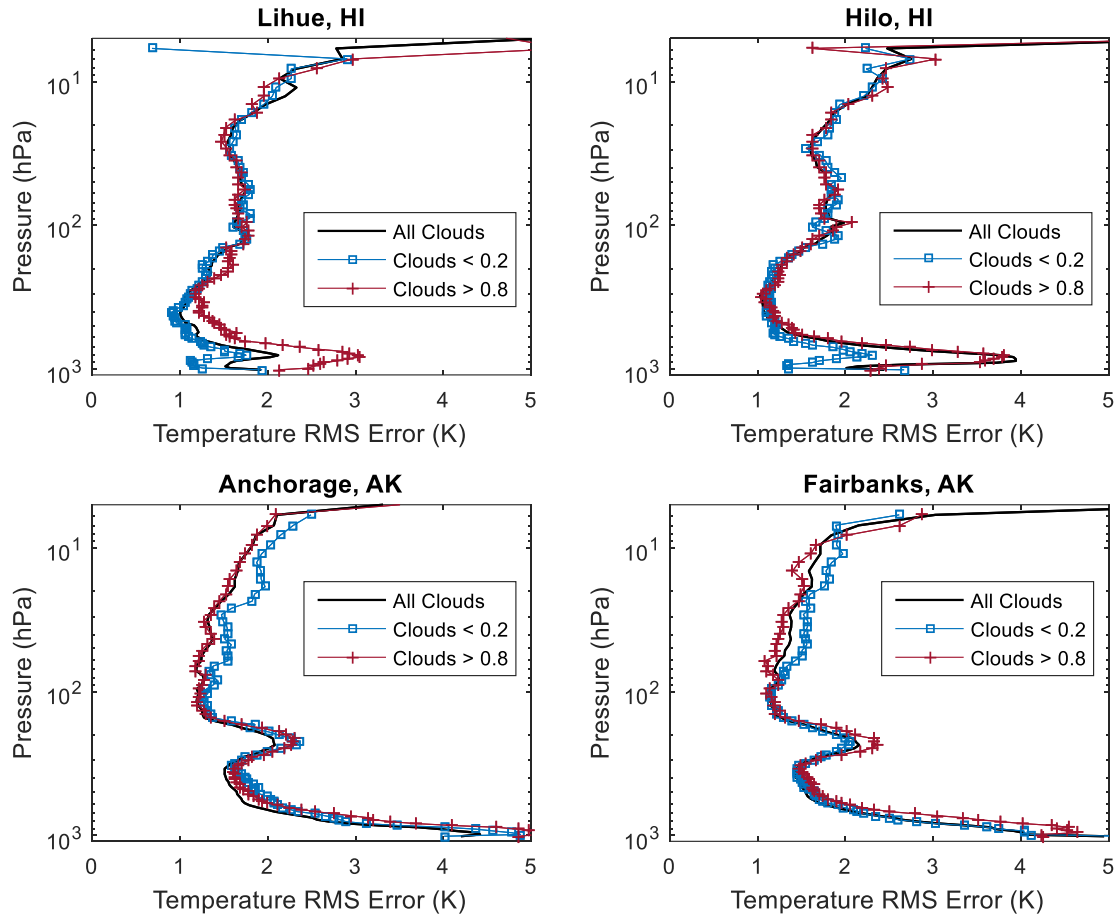 Lihue, HI
Pressure (hPa)
10¹
10²
10³
All Clouds
Clouds < 0.2
Clouds > 0.8
0 1 2 3 4 5
Temperature RMS Error (K)
Hilo, HI
Pressure (hPa)
10¹
10²
10³
All Clouds
Clouds < 0.2
Clouds > 0.8
0 1 2 3 4 5
Temperature RMS Error (K)
Anchorage, AK
Pressure (hPa)
10¹
10²
10³
All Clouds
Clouds < 0.2
Clouds > 0.8
0 1 2 3 4 5
Temperature RMS Error (K)
Fairbanks, AK
Pressure (hPa)
10¹
10²
10³
All Clouds
Clouds < 0.2
Clouds > 0.8
0 1 2 3 4 5
Temperature RMS Error (K)